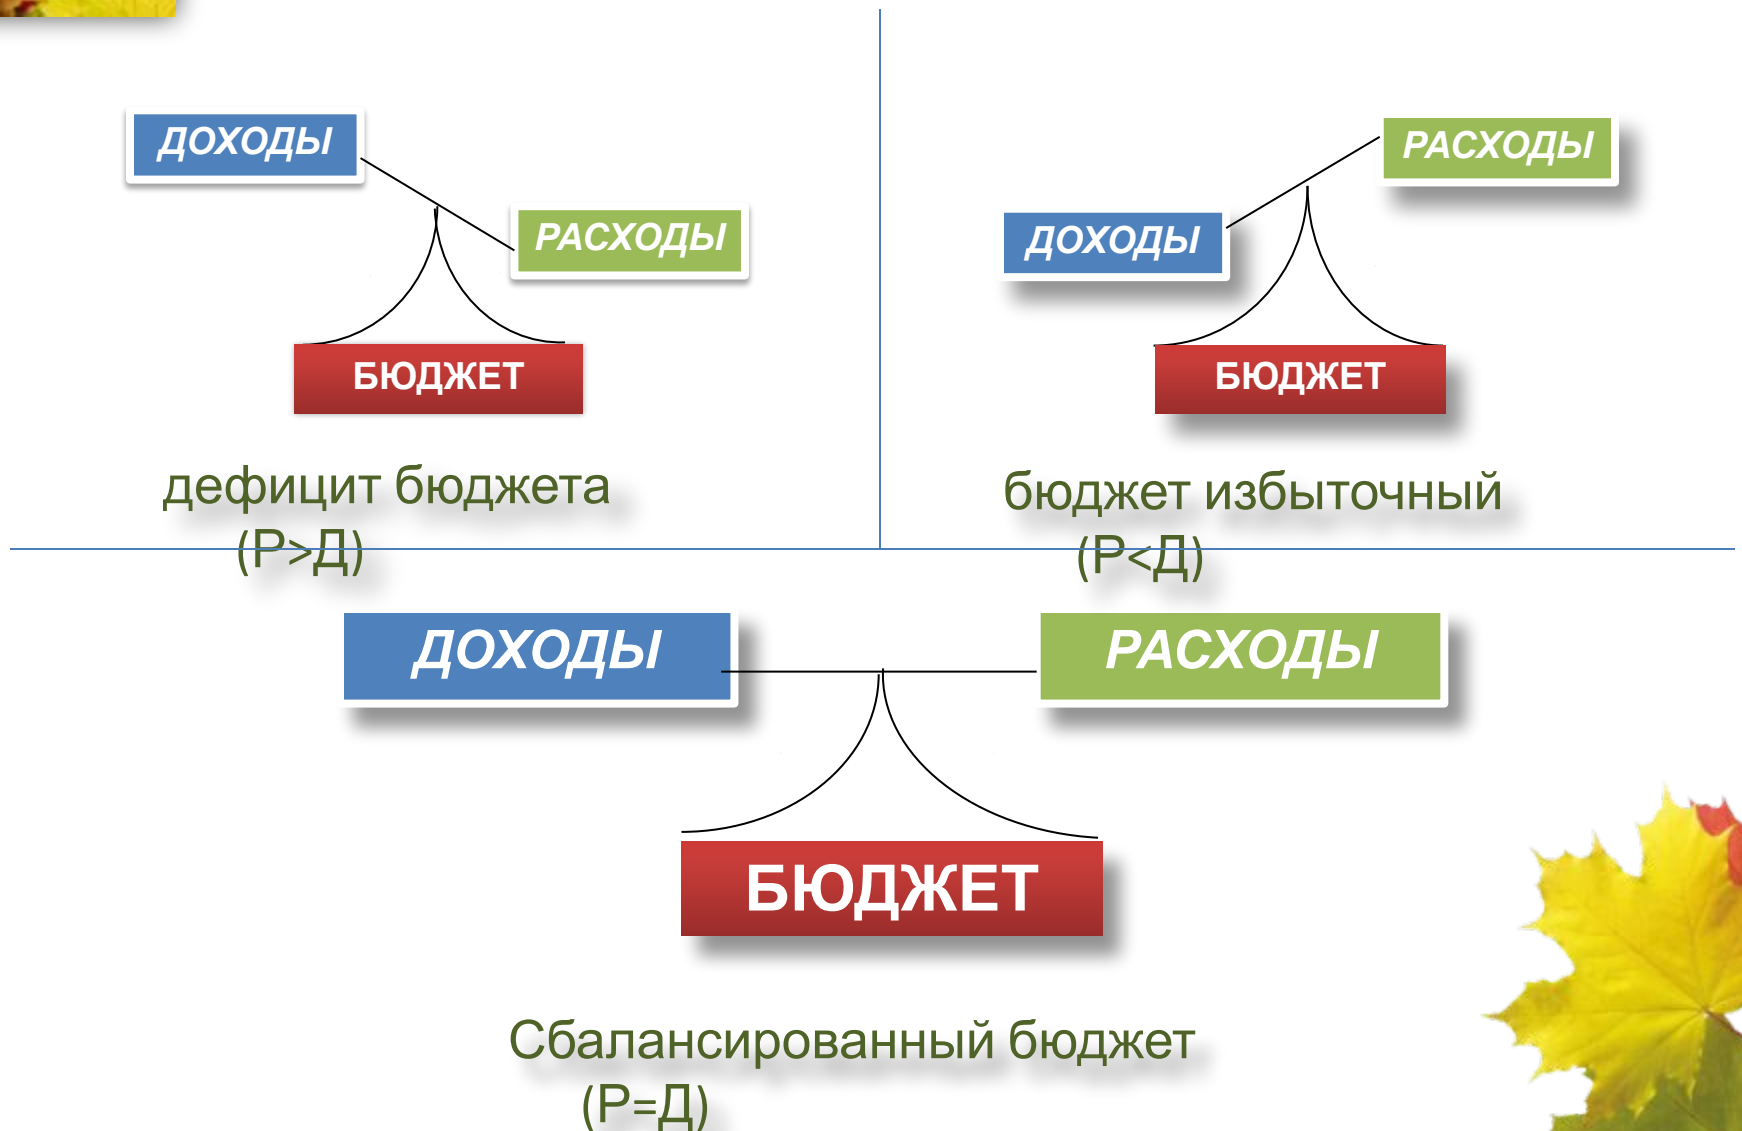 ДОХОДЫ
РАСХОДЫ
БЮДЖЕТ
дефицит бюджета
(Р>Д)
РАСХОДЫ
ДОХОДЫ
БЮДЖЕТ
бюджет избыточный
(Р<Д)
ДОХОДЫ
РАСХОДЫ
БЮДЖЕТ
Сбалансированный бюджет
(Р=Д)